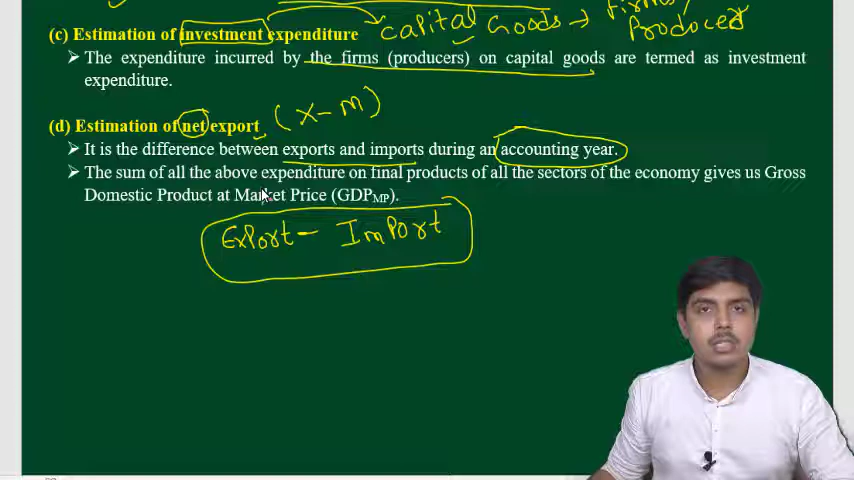 capital Goods → firms/
(c) Estimation of investment expenditure
Producer
➤ The expenditure incurred by the firms (producers) on capital goods are termed as investment
expenditure.
(X-M)
(d) Estimation of net export
➤ It is the difference between exports and imports during an accounting year.
➤ The sum of all the above expenditure on final products of all the sectors of the economy gives us Gross
Domestic Product at Market Price (GDPMP).
Export - Import